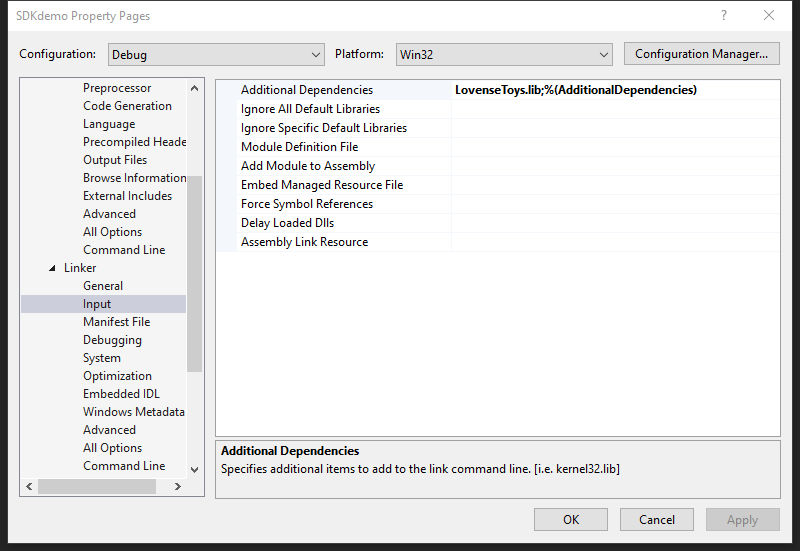 SDKdemo Property Pages
?
Configuration: Debug Platform: Win32 Configuration Manager...
Preprocessor
Code Generation
Language
Precompiled Heade
Output Files
Browse Information
External Includes
Advanced
All Options
Command Line
Linker
General
Input
Manifest File
Debugging
System
Optimization
Embedded IDL
Windows Metadata
Advanced
All Options
Command Line
Additional Dependencies LovenseToys.lib;%(AdditionalDependencies)
Ignore All Default Libraries
Ignore Specific Default Libraries
Module Definition File
Add Module to Assembly
Embed Managed Resource File
Force Symbol References
Delay Loaded Dlls
Assembly Link Resource
Additional Dependencies
Specifies additional items to add to the link command line. [i.e. kernel32.lib]
OK Cancel Apply